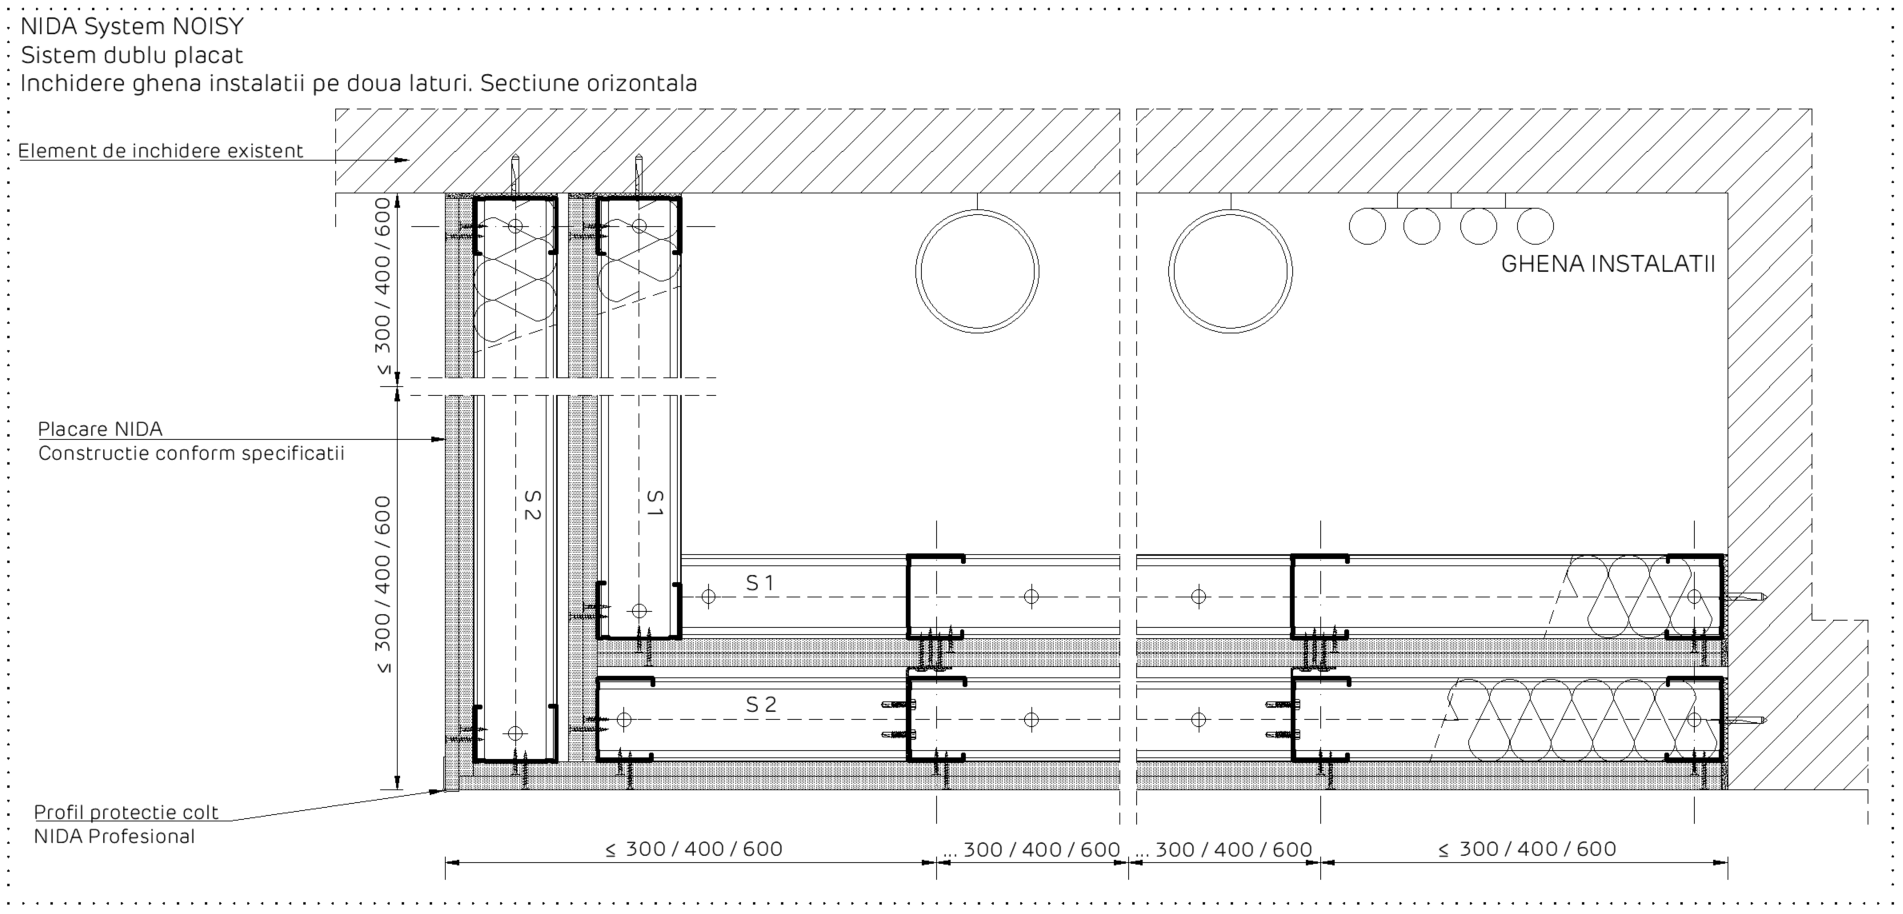 NIDA System NOISY
Sistem dublu placat
Inchidere ghena instalatii pe doua laturi. Sectiune orizontala
Element de inchidere existent
≤ 300 / 400 / 600
GHENA INSTALATII
Placare NIDA
Constructie conform specificatii
S 2
S 1
≤ 300 / 400 / 600
S 1
S 2
Profil protectie colt
NIDA Profesional
≤ 300 / 400 / 600
... 300 / 400 / 600
... 300 / 400 / 600
≤ 300 / 400 / 600